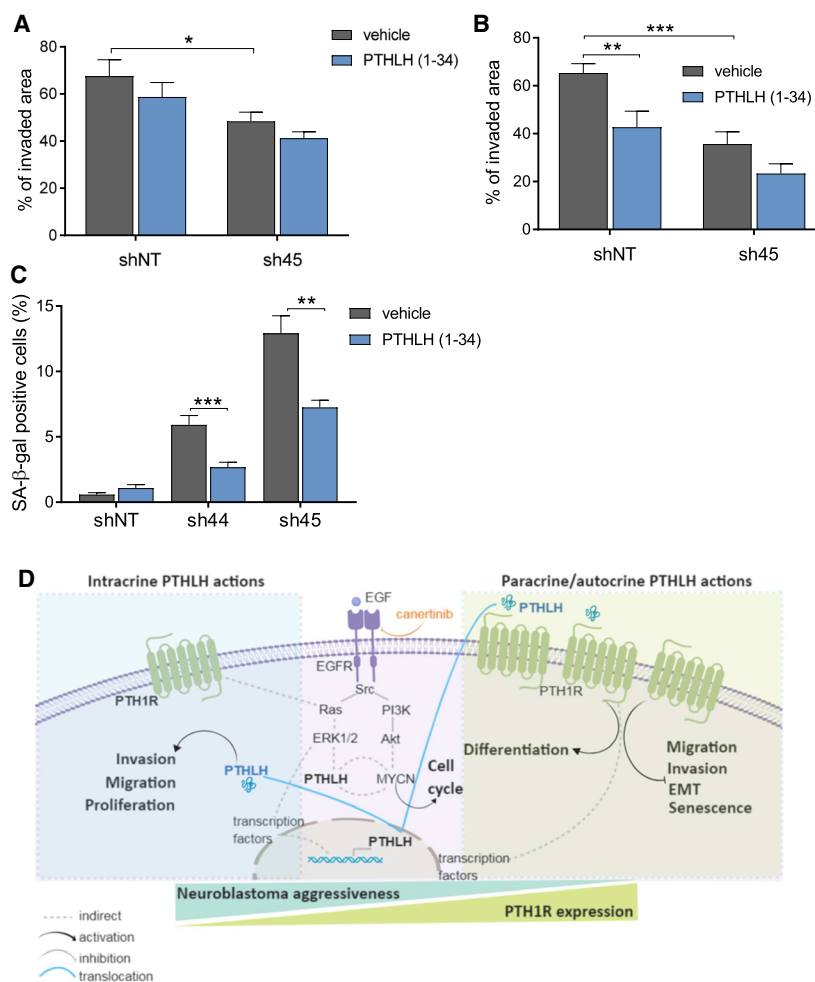 A
% of invaded area
80
60
40
20
0
*
shNT
sh45
vehicle
PTHLH (1-34)
B
% of invaded area
80
60
40
20
0
***
**
shNT
sh45
vehicle
PTHLH (1-34)
C
SA-β-gal positive cells (%)
15
10
5
0
***
**
shNT
sh44
sh45
vehicle
PTHLH (1-34)
D
Intracrine PTHLH actions
Paracrine/autocrine PTHLH actions
EGF
canertinib
EGFR
PTH1R
Src
Ras
PI3K
ERK1/2
Akt
PTHLH
MYCN
Cell
cycle
Invasion
Migration
Proliferation
PTHLH
transcription
factors
PTHLH
PTHLH
PTH1R
Differentiation
Migration
Invasion
EMT
Senescence
transcription
factors
Neuroblastoma aggressiveness
PTH1R expression
indirect
activation
inhibition
translocation